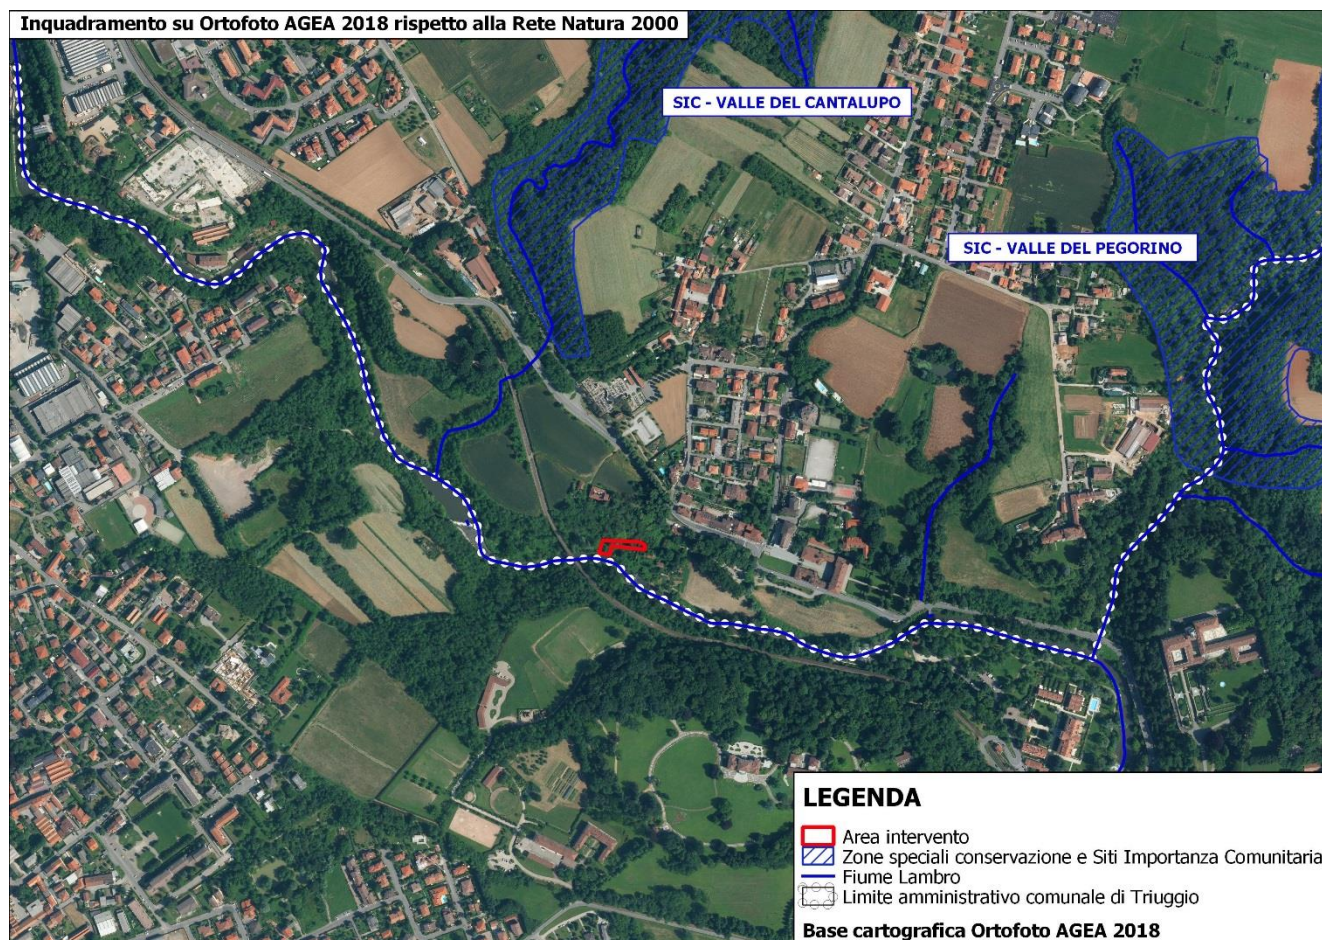 Inquadramento su Ortofoto AGEA 2018 rispetto alla Rete Natura 2000
SIC - VALLE DEL CANTALUPO
SIC - VALLE DEL PEGORINO
LEGENDA
Area intervento
Zone speciali conservazione e Siti Importanza Comunitaria
Fiume Lambro
Limite amministrativo comunale di Triuggio
Base cartografica Ortofoto AGEA 2018